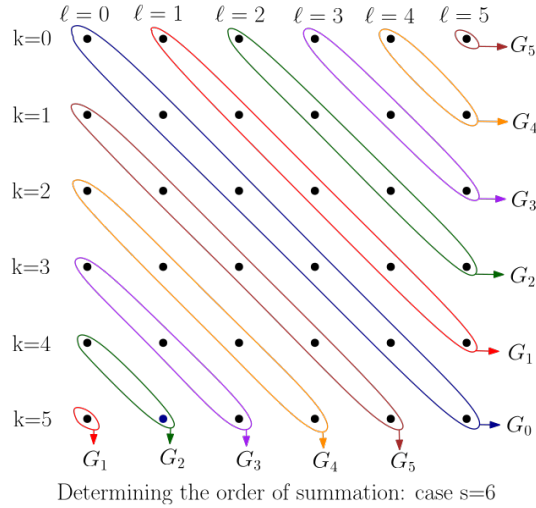 ℓ = 0 ℓ = 1 ℓ = 2 ℓ = 3 ℓ = 4 ℓ = 5
k=0 G₅
k=1 G₄
k=2 G₃
k=3 G₂
k=4 G₁
k=5 G₀
G₁ G₂ G₃ G₄ G₅
Determining the order of summation: case s=6